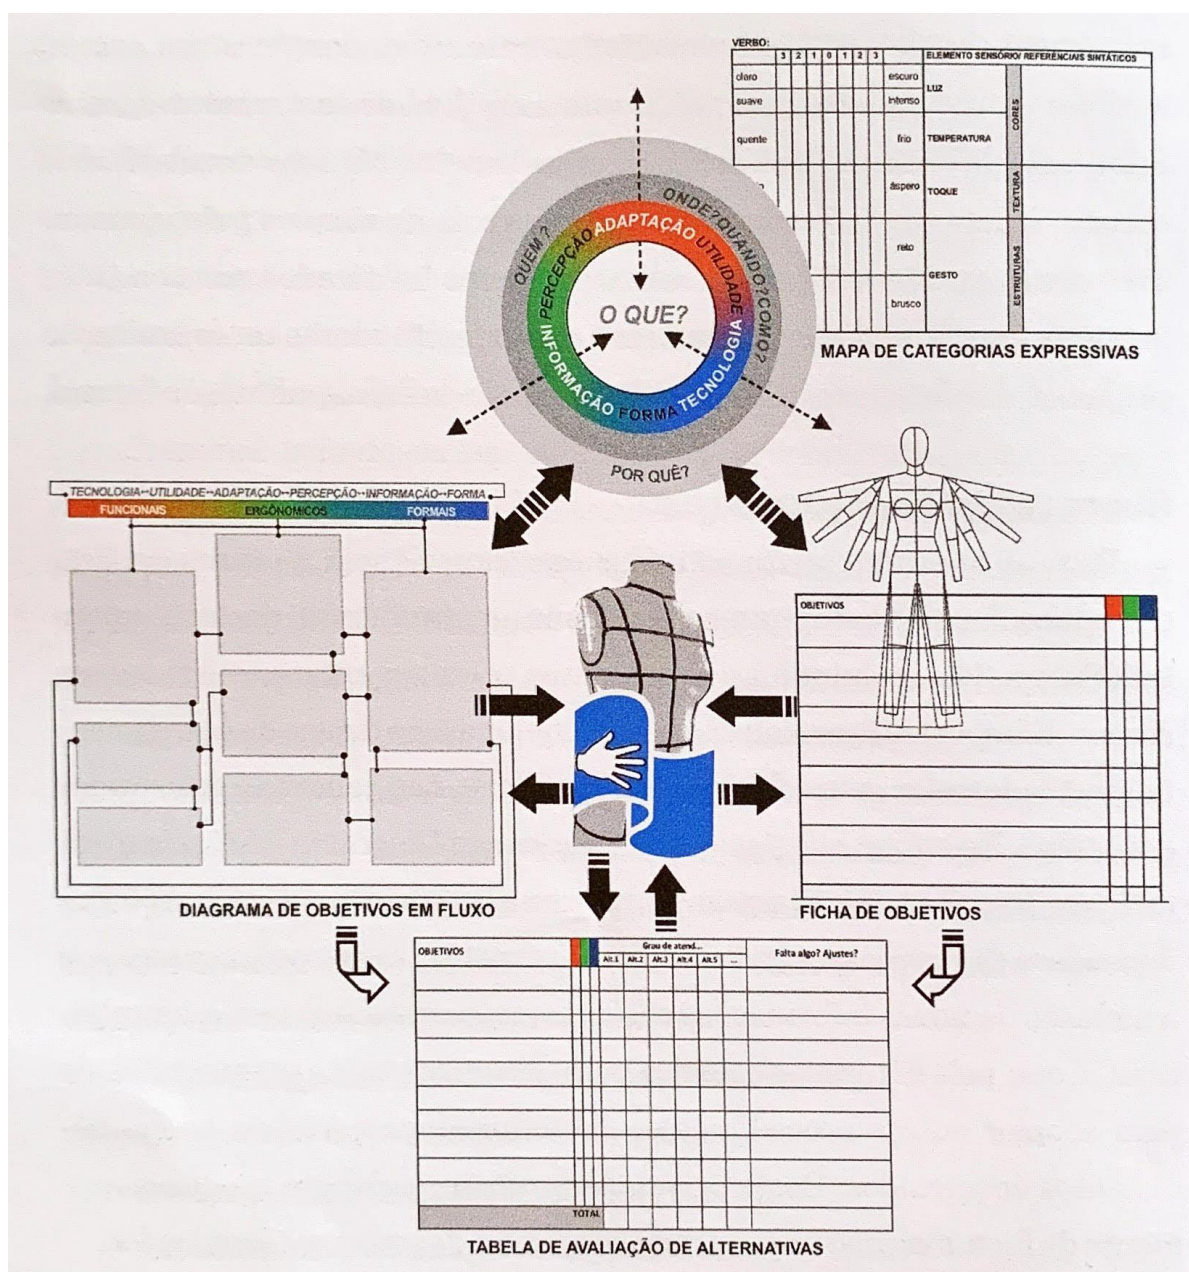 VERBO:
3 2 1 0 1 2 3 ELEMENTO SENSÓRIO/ REFERÊNCIAIS SINTÁTICOS
claro escuro
LUZ
suave Intenso
CORES
quente frio TEMPERATURA
áspero TOQUE
TEXTURA
reto
GESTO
brusco
ESTRUTURAS
MAPA DE CATEGORIAS EXPRESSIVAS
QUEM ?
ONDE?QUANDO?COMO?
POR QUÊ?
PERCEPÇÃO ADAPTAÇÃO UTILIDADE
INFORMAÇÃO FORMA TECNOLOGIA
O QUE?
TECNOLOGIA--UTILIDADE--ADAPTAÇÃO--PERCEPÇÃO--INFORMAÇÃO--FORMA
FUNCIONAIS ERGÔNOMICOS FORMAIS
DIAGRAMA DE OBJETIVOS EM FLUXO
OBJETIVOS
FICHA DE OBJETIVOS
OBJETIVOS Grau de atend... Falta algo? Ajustes?
Alt.1 Alt.2 Alt.3 Alt.4 Alt.5 ...
TOTAL
TABELA DE AVALIAÇÃO DE ALTERNATIVAS